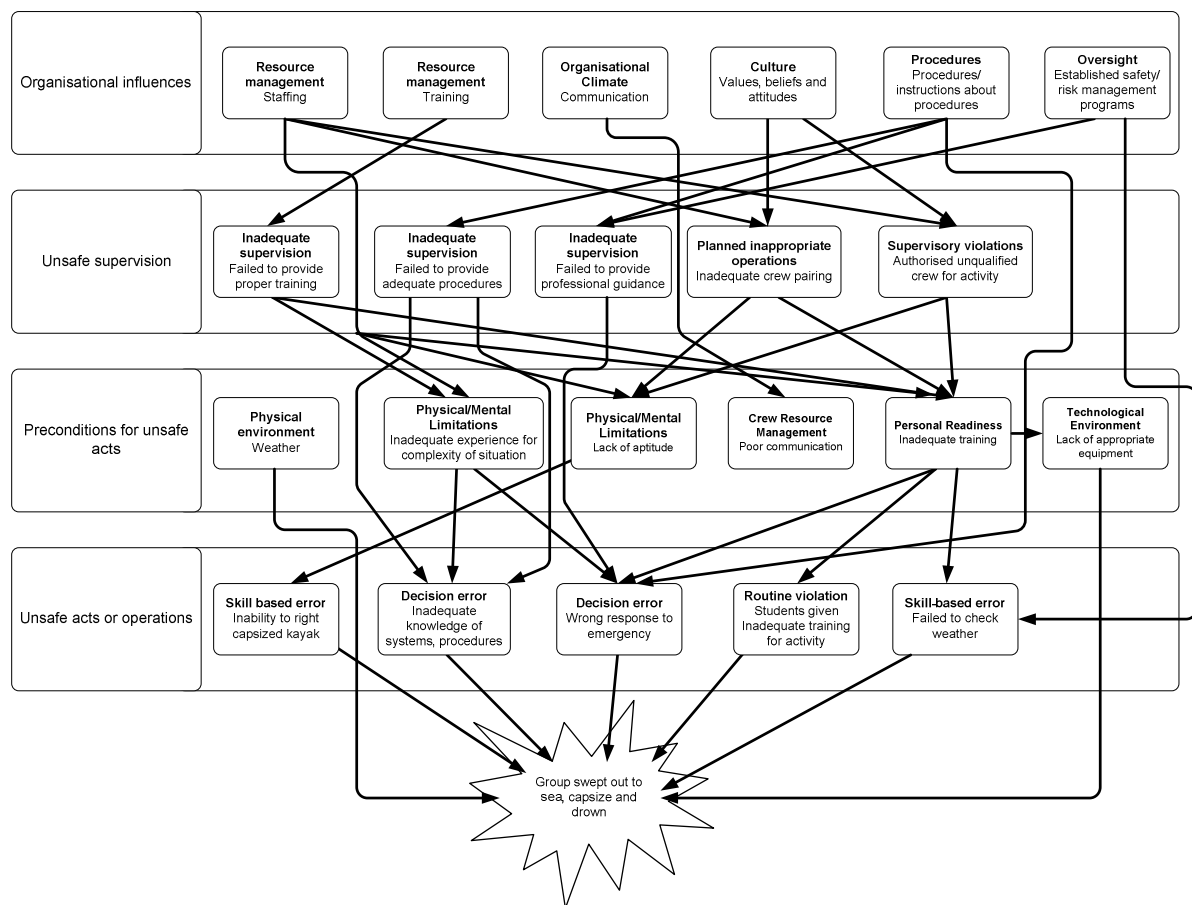 Organisational influences
Resource
management
Staffing
Resource
management
Training
Organisational
Climate
Communication
Culture
Values, beliefs and
attitudes
Procedures
Procedures/
instructions about
procedures
Oversight
Established safety/
risk management
programs
Unsafe supervision
Inadequate
supervision
Failed to provide
proper training
Inadequate
supervision
Failed to provide
adequate procedures
Inadequate
supervision
Failed to provide
professional guidance
Planned inappropriate
operations
Inadequate crew pairing
Supervisory violations
Authorised unqualified
crew for activity
Preconditions for unsafe
acts
Physical
environment
Weather
Physical/Mental
Limitations
Inadequate experience for
complexity of situation
Physical/Mental
Limitations
Lack of aptitude
Crew Resource
Management
Poor communication
Personal Readiness
Inadequate training
Technological
Environment
Lack of appropriate
equipment
Unsafe acts or operations
Skill based error
Inability to right
capsized kayak
Decision error
Inadequate
knowledge of
systems, procedures
Decision error
Wrong response to
emergency
Routine violation
Students given
Inadequate training
for activity
Skill-based error
Failed to check
weather
Group swept out to
sea, capsize and
drown